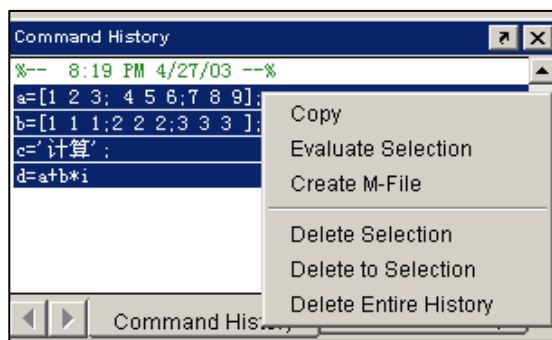 Command History
%-- 8:19 PM 4/27/03 --%
a=[1 2 3; 4 5 6;7 8 9];
b=[1 1 1;2 2 2;3 3 3 ];
c='计算';
d=a+b*i
Copy
Evaluate Selection
Create M-File
Delete Selection
Delete to Selection
Delete Entire History
Command History